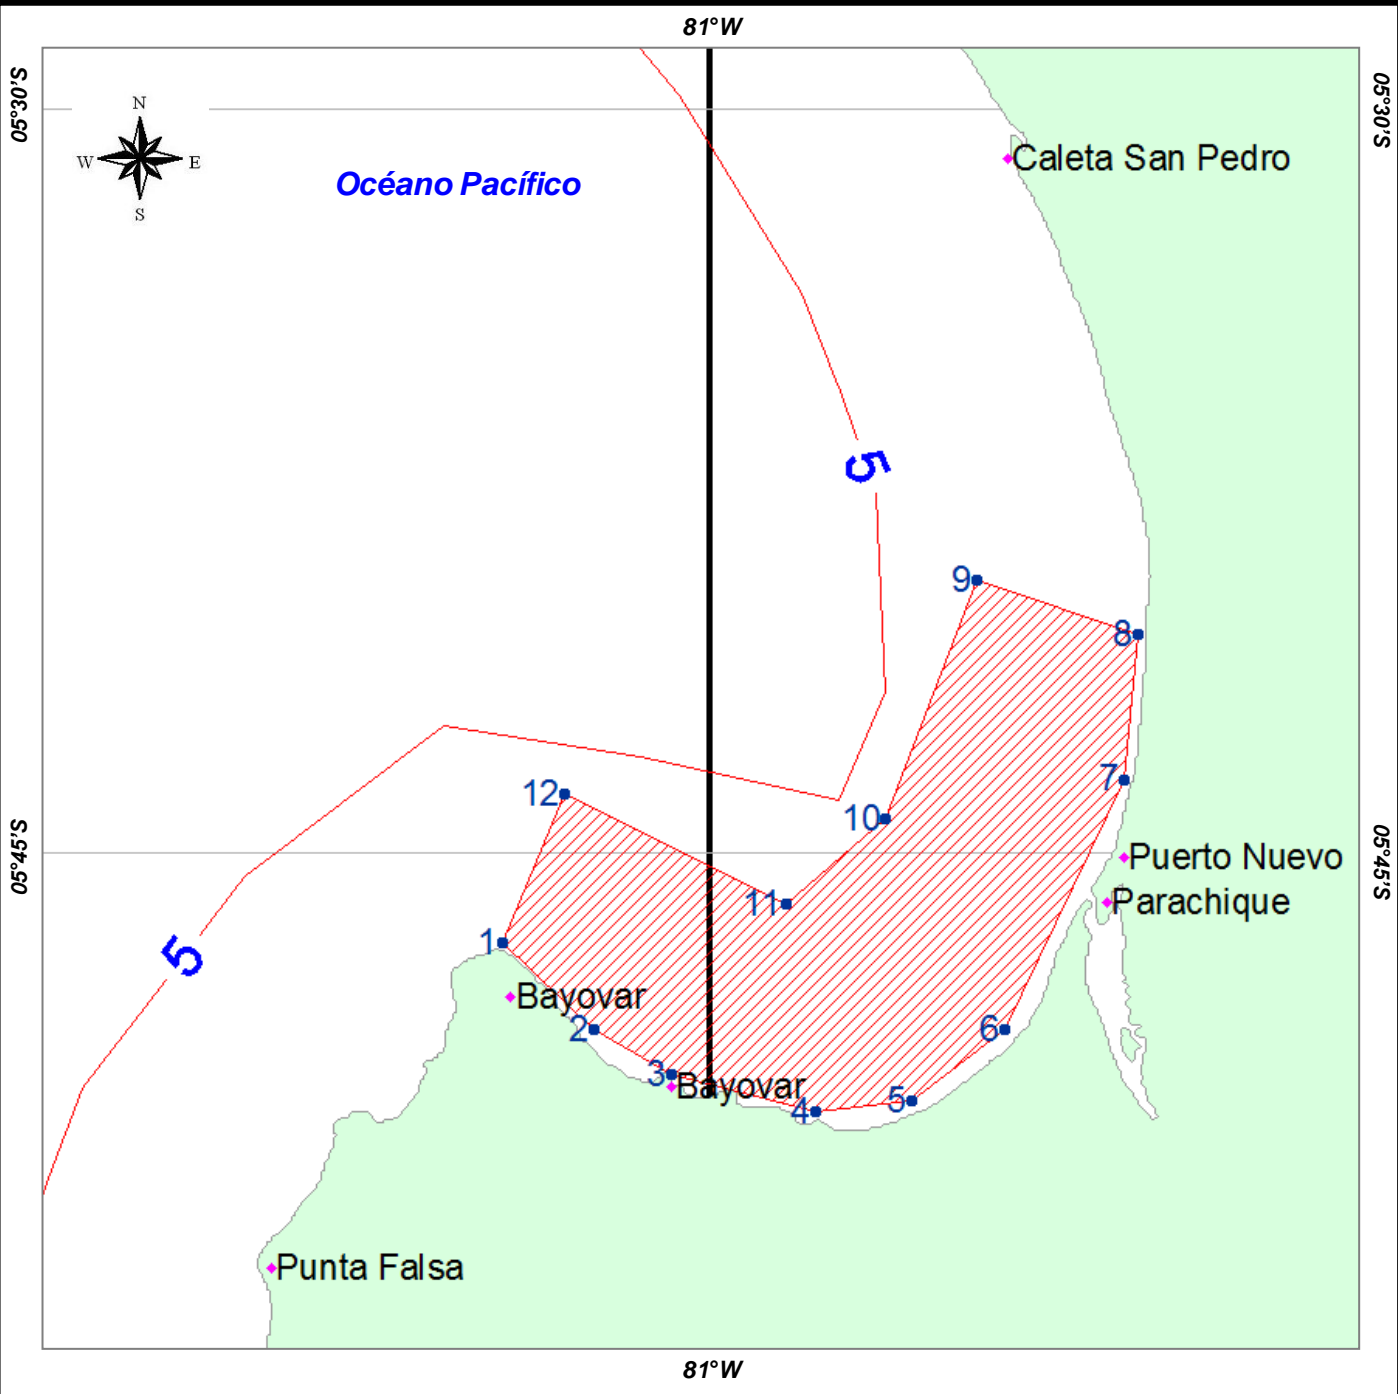 81°W
05°30'S
05°30'S
N
W
E
S
Océano Pacífico
Caleta San Pedro
5
9
8
7
12
10
05°45'S
05°45'S
Puerto Nuevo
11
Parachique
1
5
Bayovar
2
6
3
Bayovar
5
4
Punta Falsa
81°W